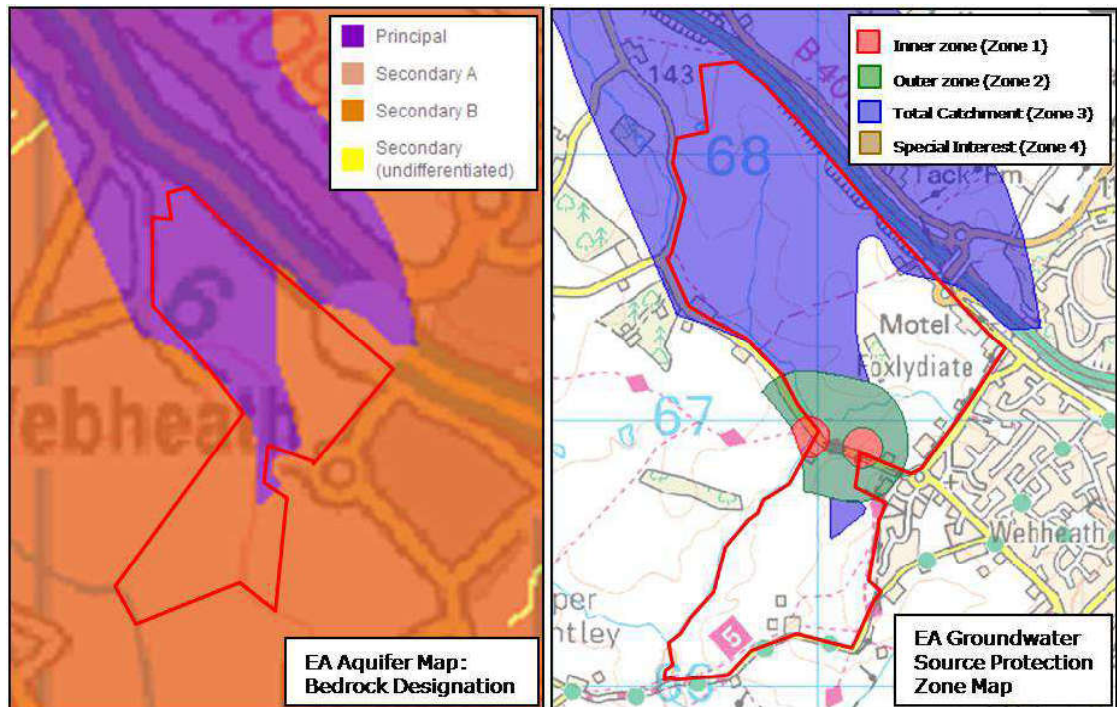 Principal
Secondary A
Secondary B
Secondary
(undifferentiated)
6
ebheath
EA Aquifer Map:
Bedrock Designation
Inner zone (Zone 1)
Outer zone (Zone 2)
Total Catchment (Zone 3)
Special Interest (Zone 4)
143
68
Tack Fm
Motel
Foxlydiate
67
Webheath
per
ntley
5
66
EA Groundwater
Source Protection
Zone Map